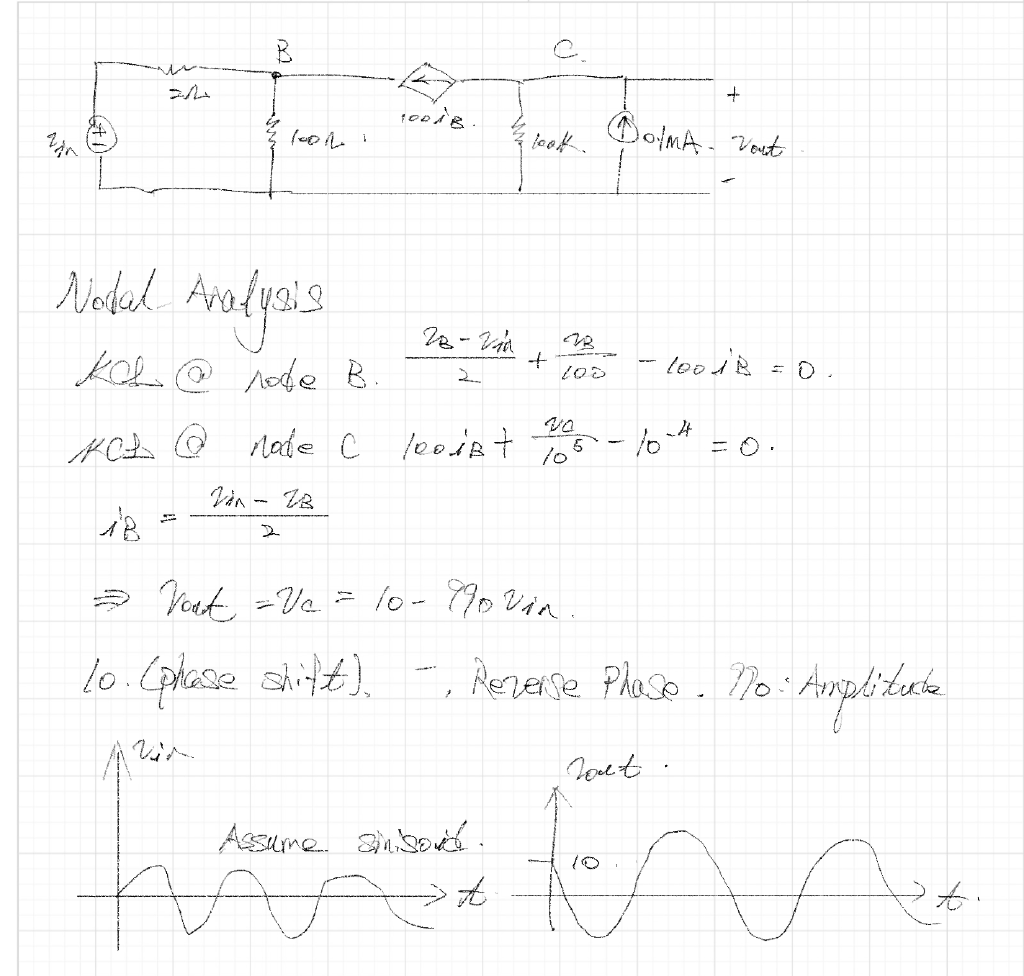 B
C.
2Ω
100iB.
vin
100Ω.
100K.
0.1mA.
+
vout
-
Nodal Analysis
KCL @ node B. (vB - vin)/2 + vB/100 - 100iB = 0.
KCL @ node C 100iB + vC/10^5 - 10^-4 = 0.
iB = (vin - vB)/2
⇒ Vout = Vc = 10 - 990 Vin.
10. (phase shift). -, Reverse Phase. 990: Amplitude
vin
vout.
Assume sinisoid.
10.
t
t.